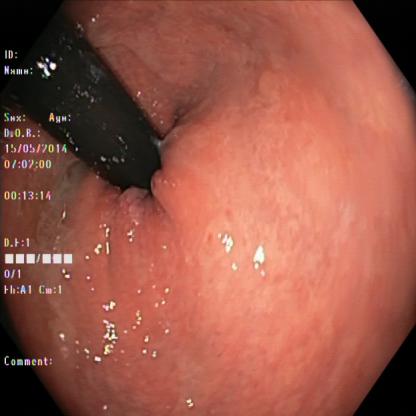 ID:
Name:
Sex: Age:
D.O.B.:
15/05/2014
07:02:00
00:13:14
D.F:1
■■■/■■■
0/1
Eh:A1 Cm:1
Comment: